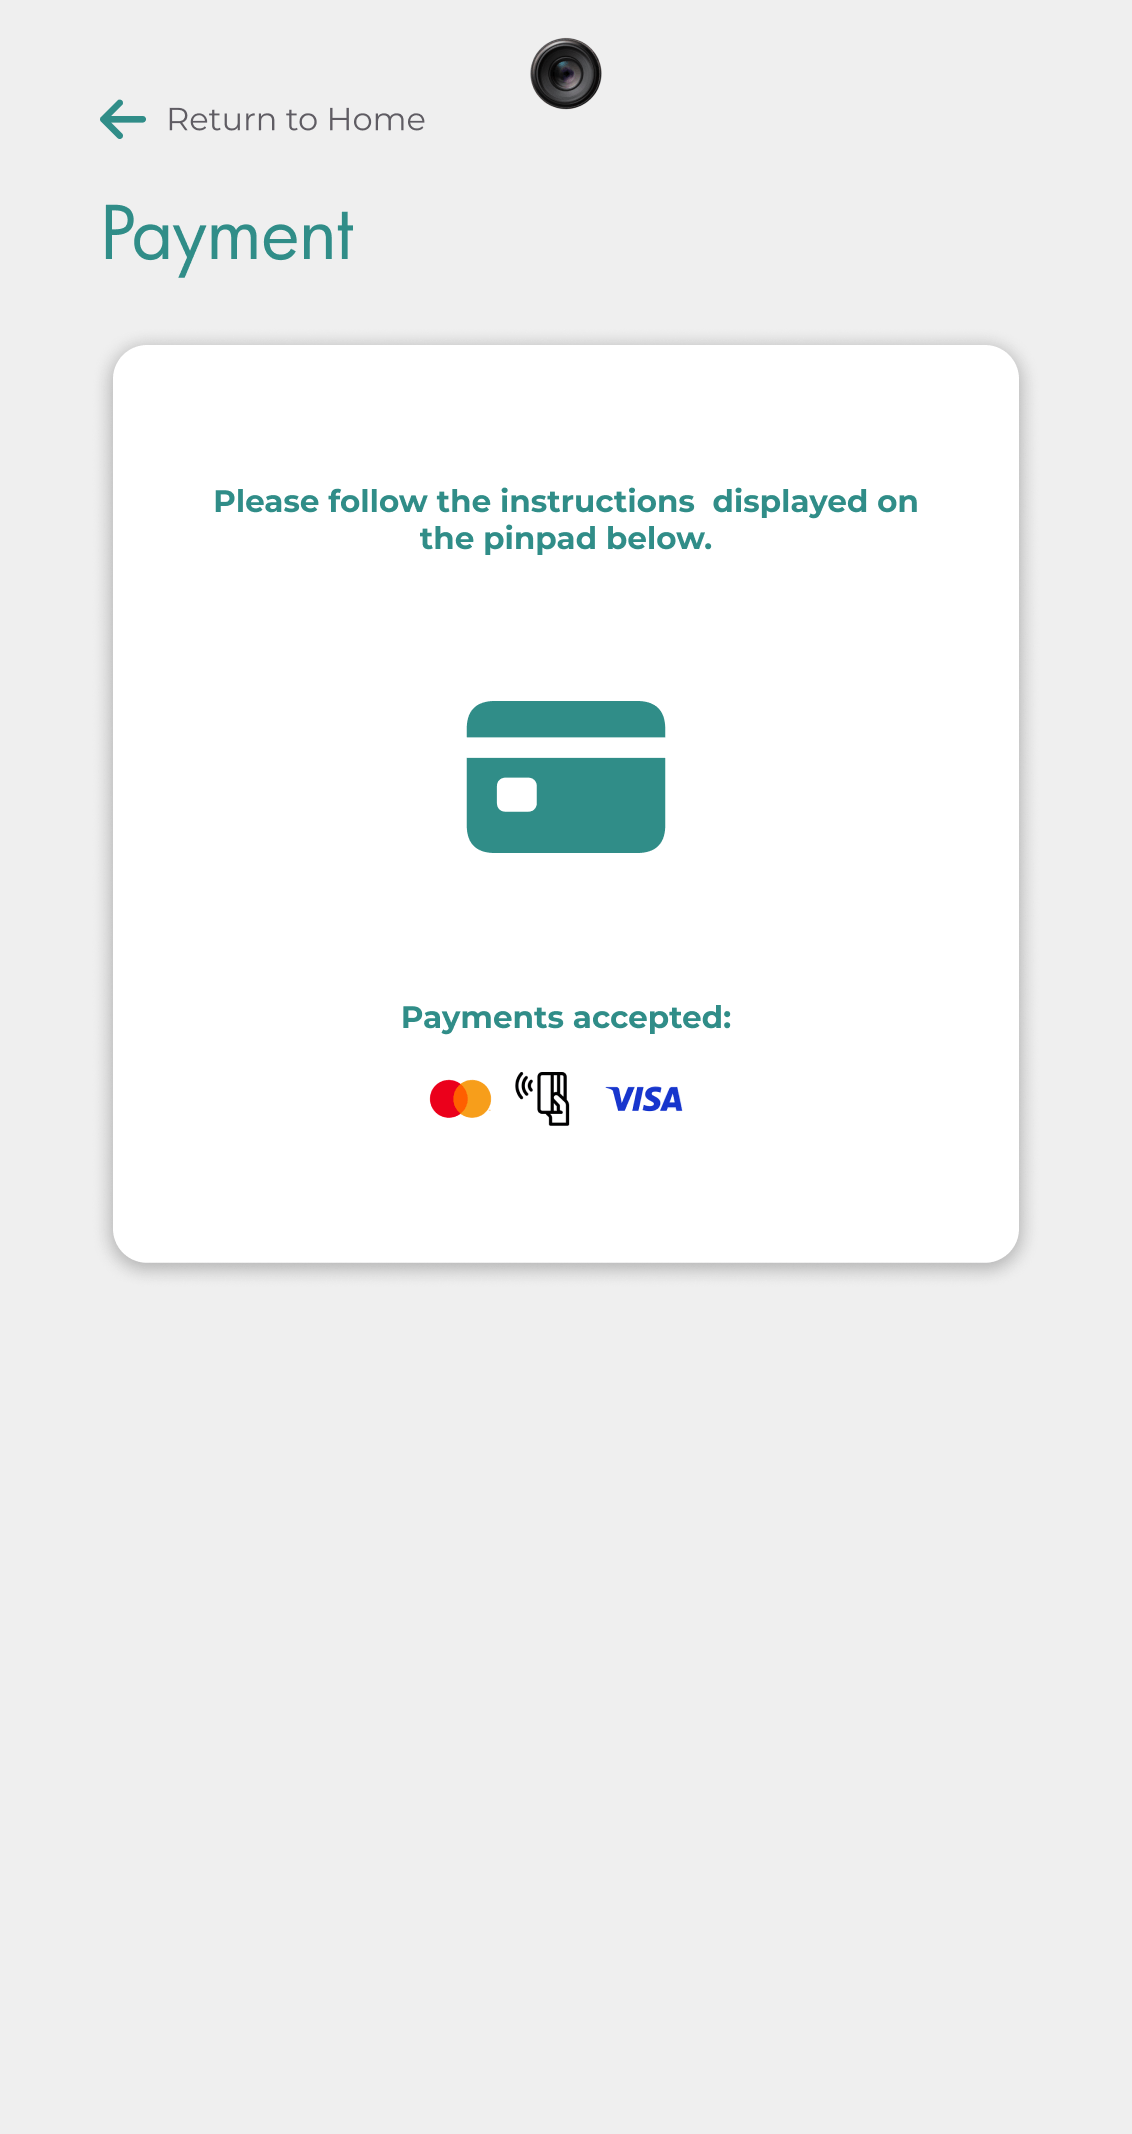 Return to Home
Payment
Please follow the instructions  displayed on
the pinpad below.
Payments accepted:
VISA